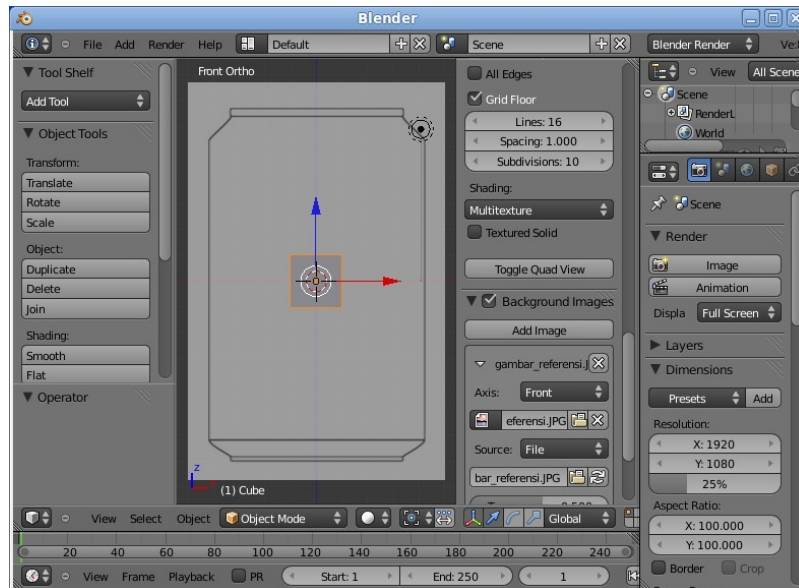 Blender
File Add Render Help Default Scene Blender Render Ve:
Tool Shelf
Add Tool
Object Tools
Transform:
Translate
Rotate
Scale
Object:
Duplicate
Delete
Join
Shading:
Smooth
Flat
Operator
Front Ortho
z
(1) Cube
All Edges
Grid Floor
Lines: 16
Spacing: 1.000
Subdivisions: 10
Shading:
Multitexture
Textured Solid
Toggle Quad View
Background Images
Add Image
gambar_referensi.J
Axis: Front
eferensi.JPG
Source: File
bar_referensi.JPG
View All Scen
Scene
RenderL
World
Scene
Render
Image
Animation
Displa Full Screen
Layers
Dimensions
Presets Add
Resolution:
X: 1920
Y: 1080
25%
Aspect Ratio:
X: 100.000
Y: 100.000
Border Crop
View Select Object Object Mode Global
0 20 40 60 80 100 120 140 160 180 200 220 240
View Frame Playback PR Start: 1 End: 250 1